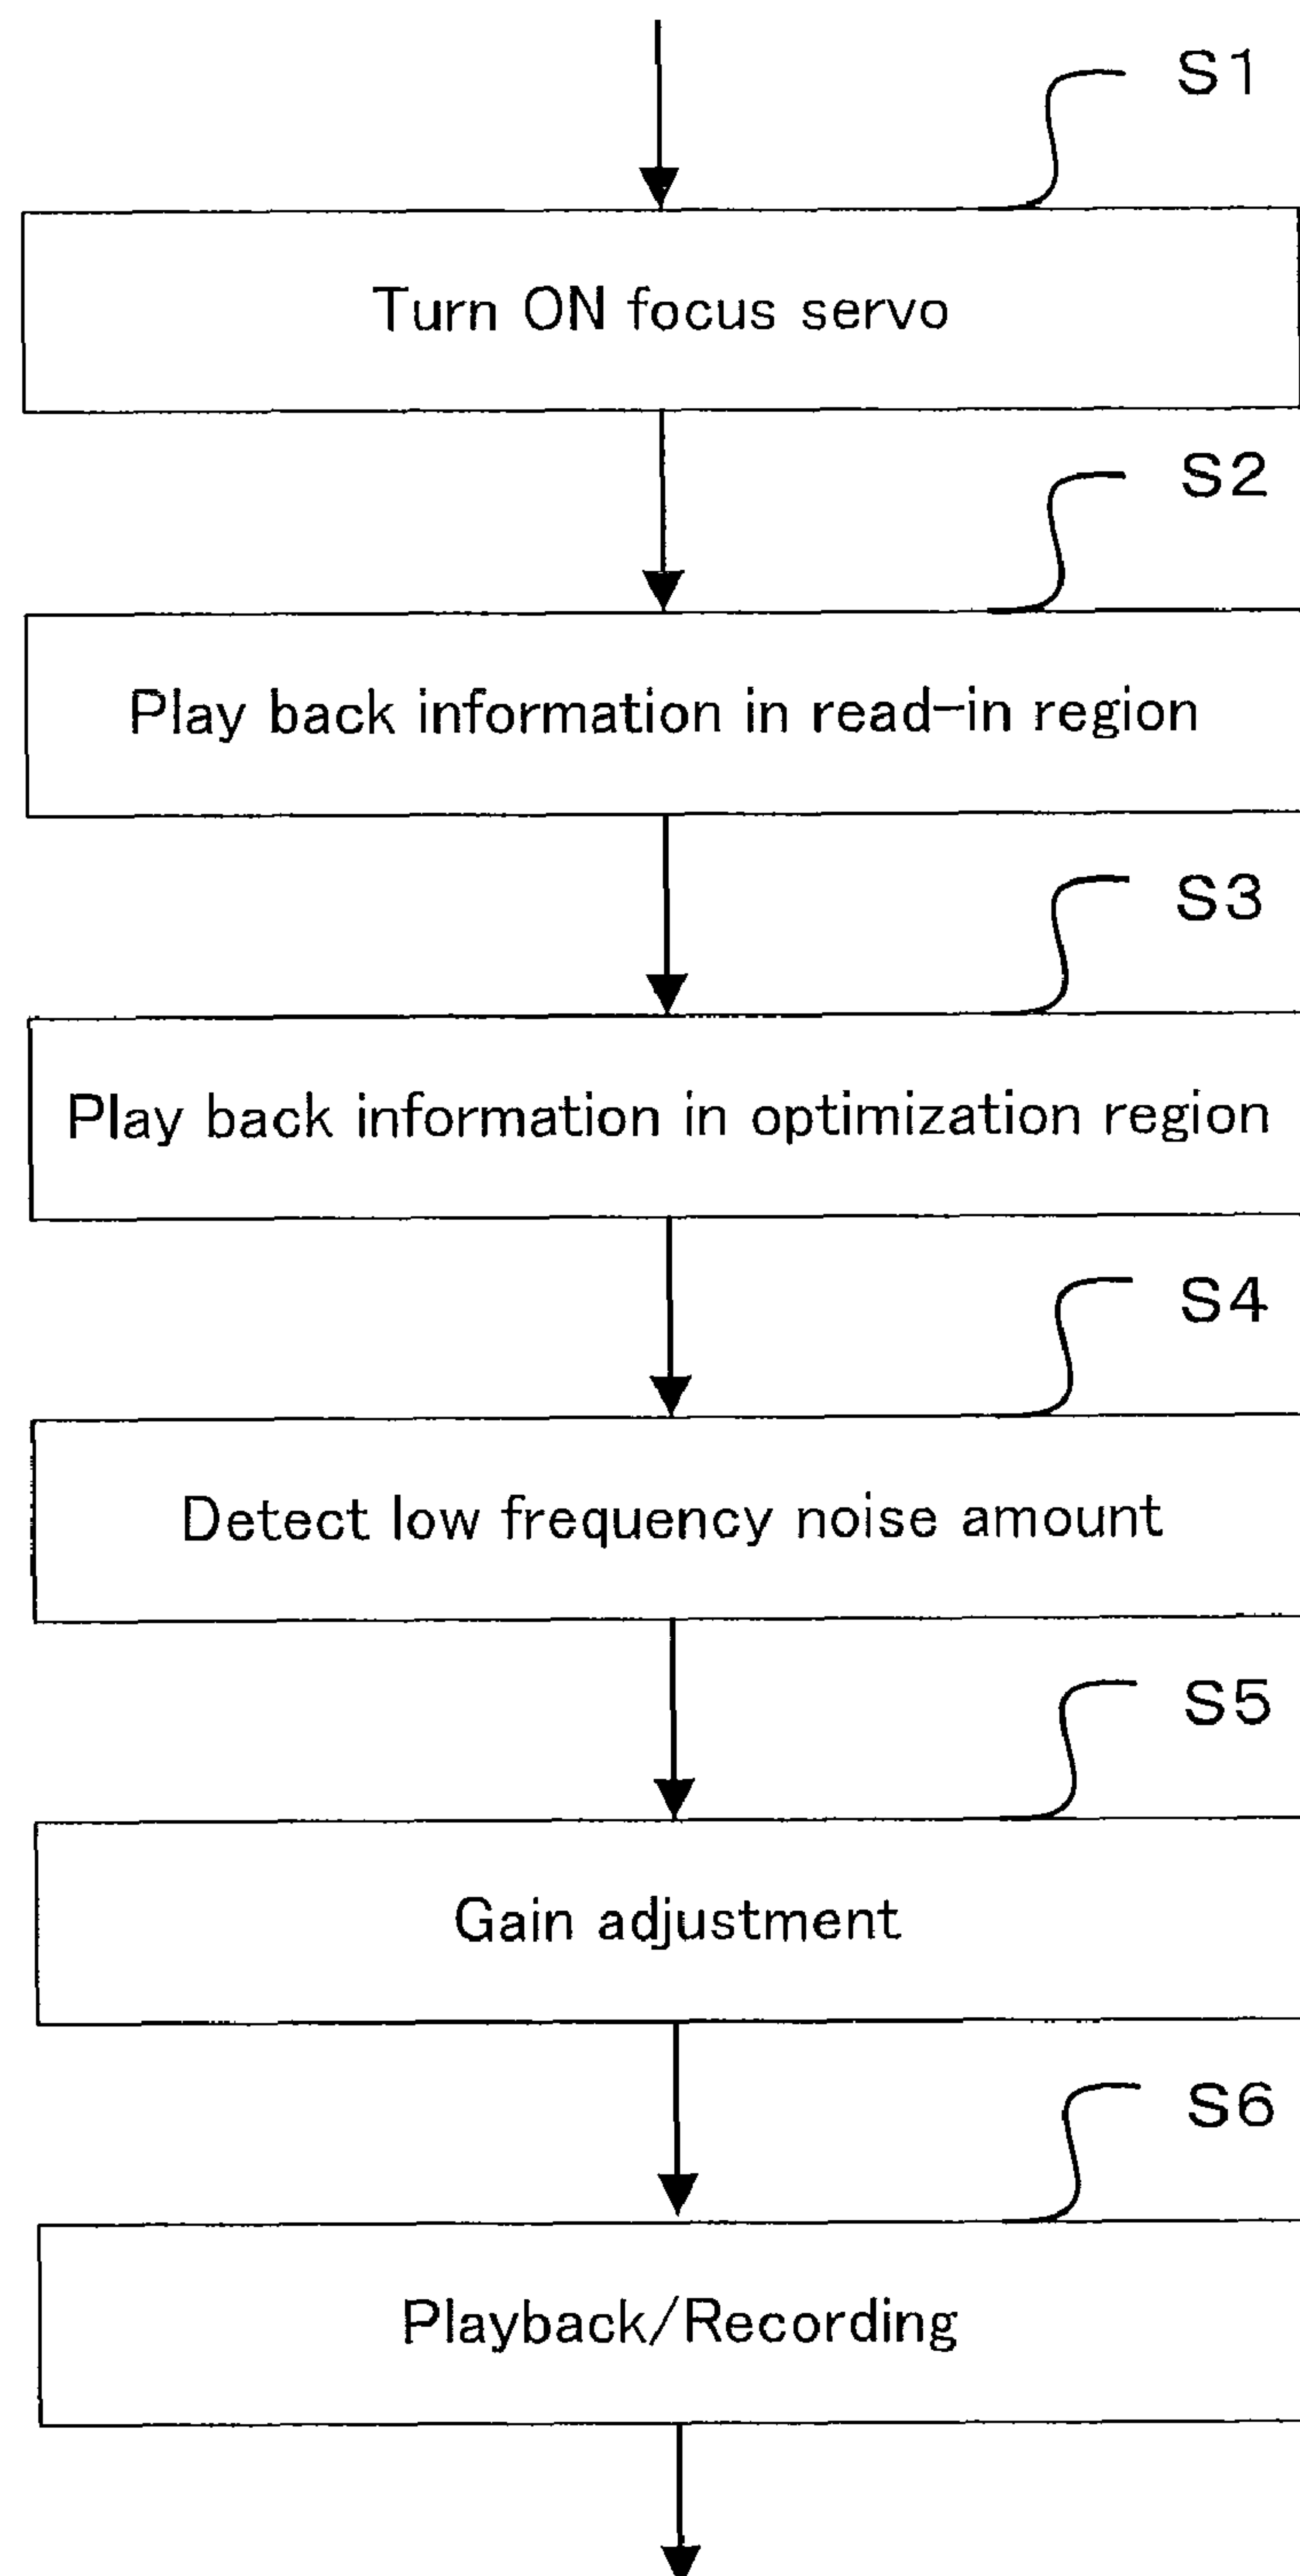 S1
Turn ON focus servo
S2
Play back information in read-in region
S3
Play back information in optimization region
S4
Detect low frequency noise amount
S5
Gain adjustment
S6
Playback/Recording